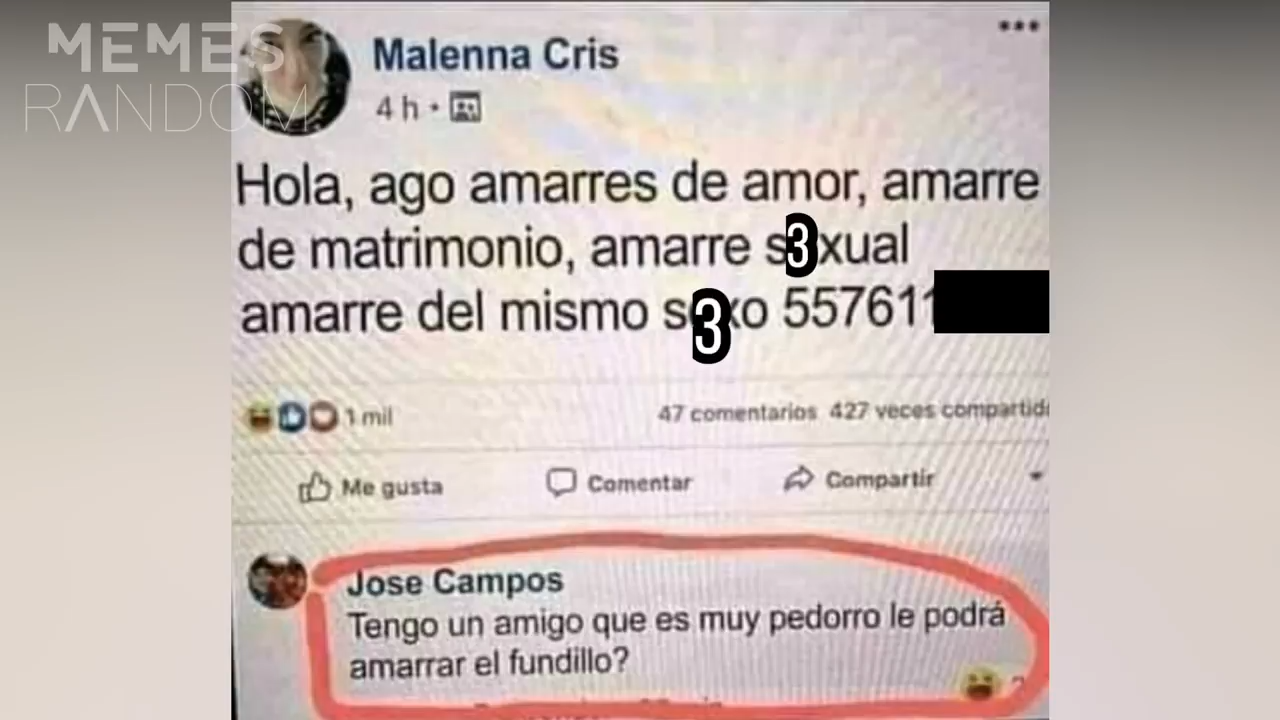 MEMES
RANDOM
Malenna Cris
4 h
Hola, ago amarres de amor, amarre
de matrimonio, amarre s3xual
amarre del mismo s3xo 557611
1 mil
47 comentarios 427 veces compartid
Me gusta
Comentar
Compartir
Jose Campos
Tengo un amigo que es muy pedorro le podrá
amarrar el fundillo?